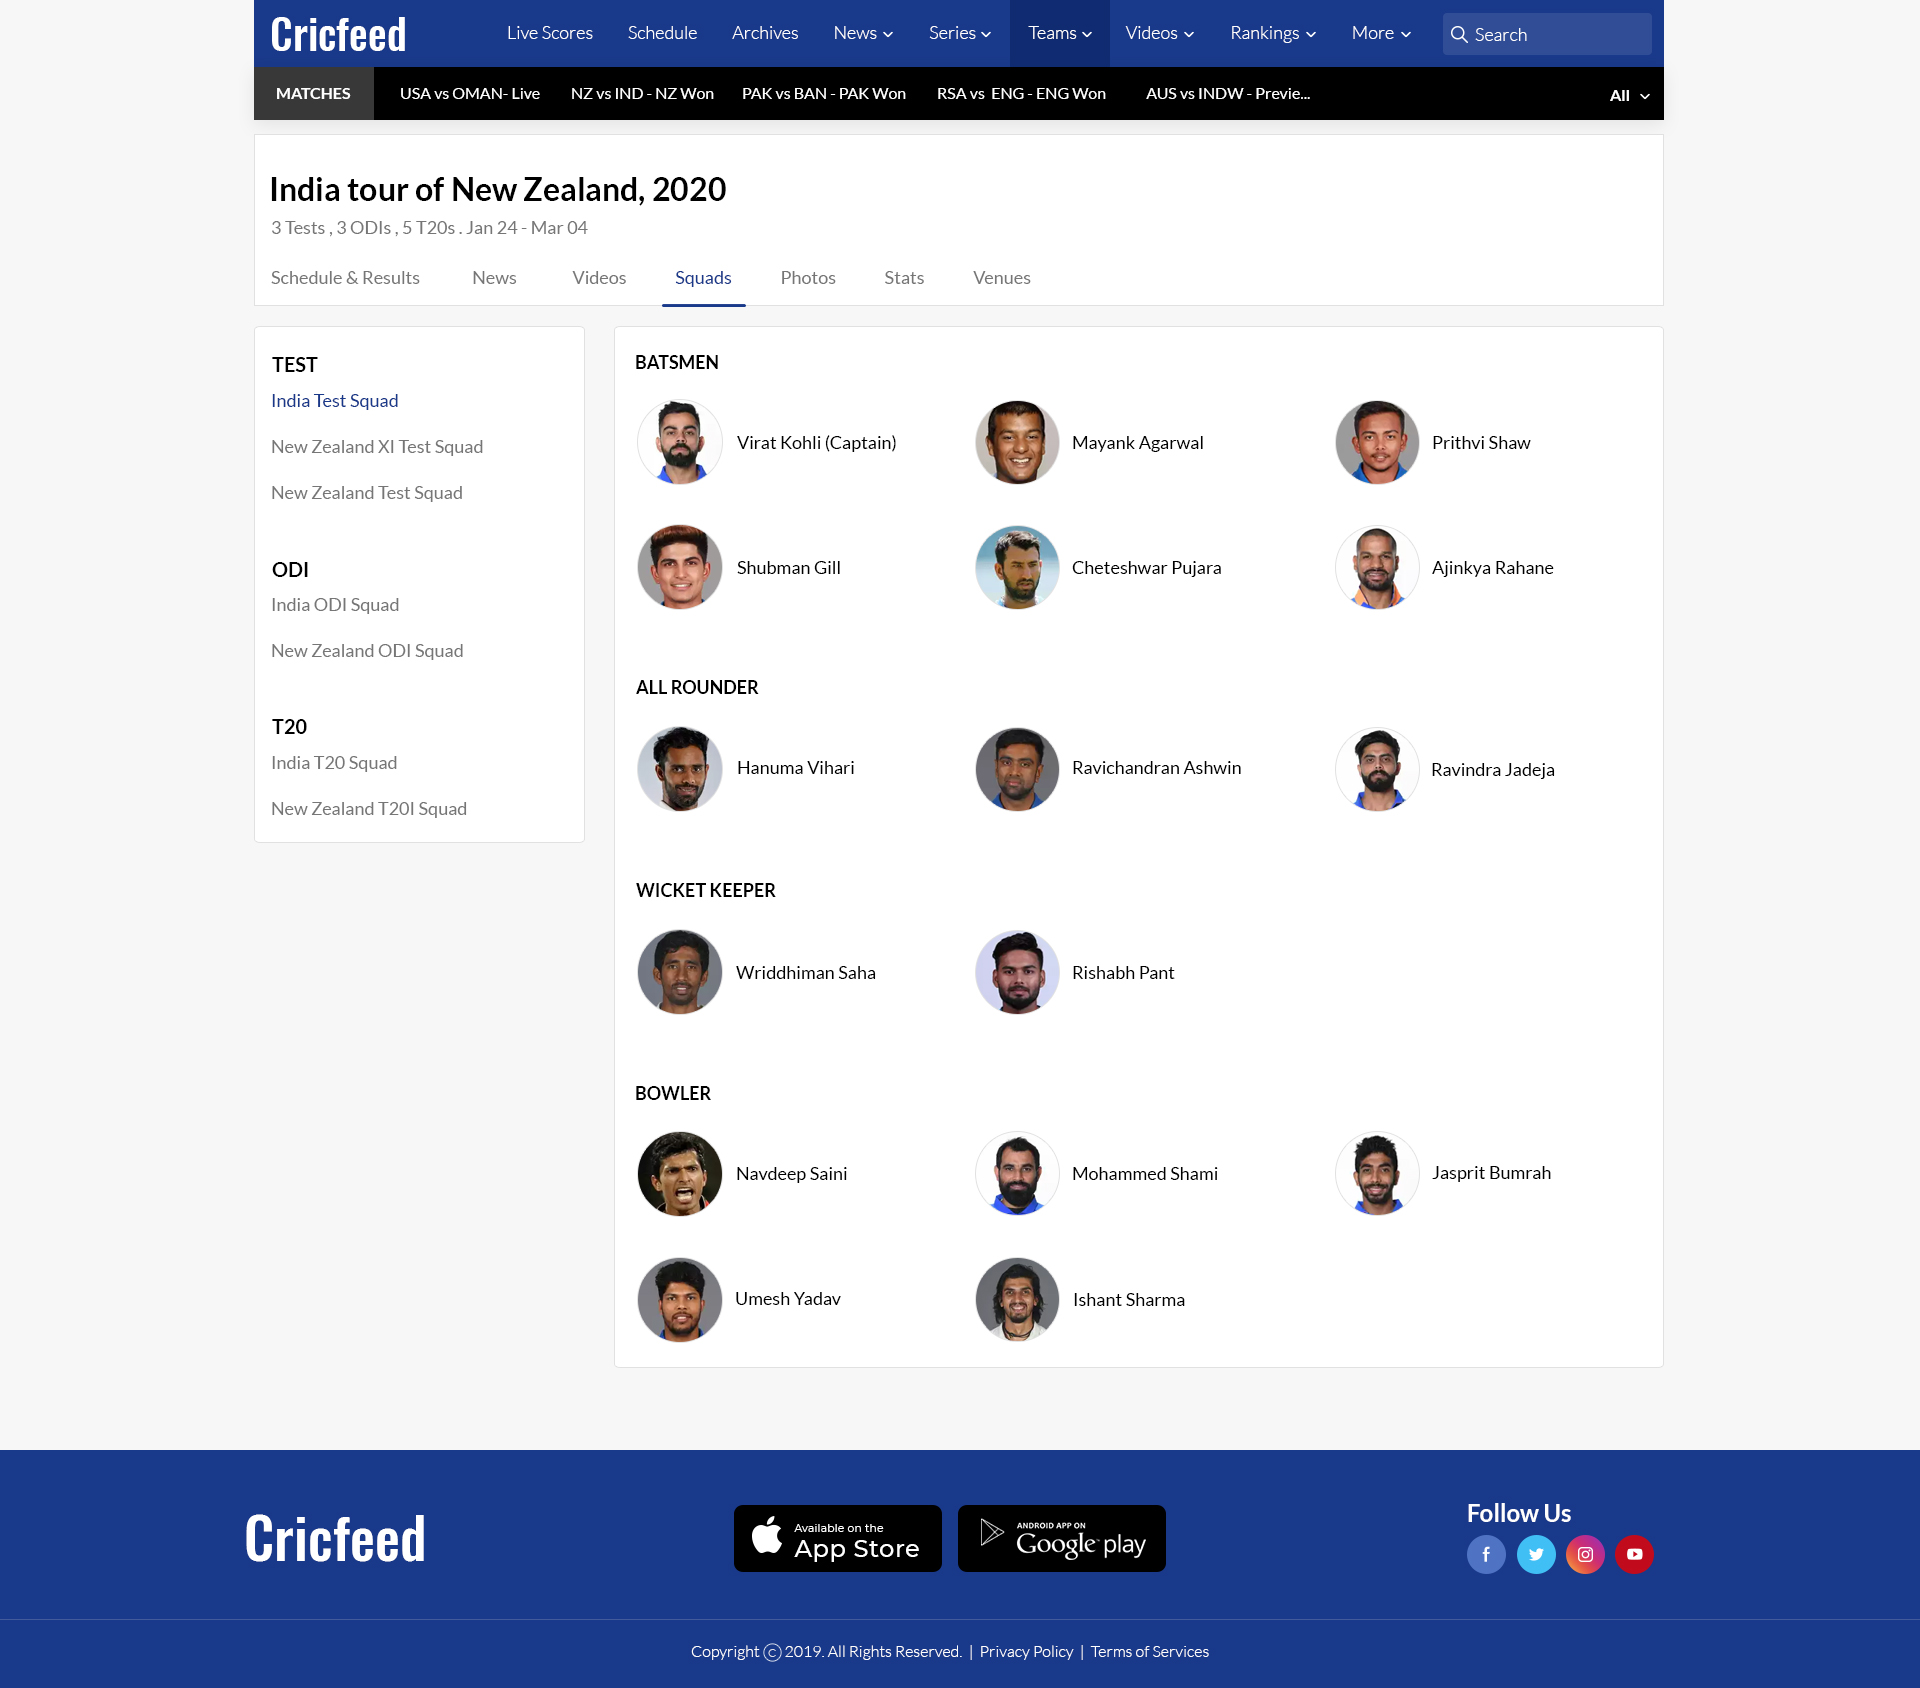 Cricfeed
Live Scores Schedule Archives News Series Teams Videos Rankings More Search
MATCHES USA vs OMAN- Live NZ vs IND - NZ Won PAK vs BAN - PAK Won RSA vs ENG - ENG Won AUS vs INDW - Previe... All
India tour of New Zealand, 2020
3 Tests , 3 ODIs , 5 T20s . Jan 24 - Mar 04
Schedule & Results News Videos Squads Photos Stats Venues
TEST
India Test Squad
New Zealand XI Test Squad
New Zealand Test Squad
ODI
India ODI Squad
New Zealand ODI Squad
T20
India T20 Squad
New Zealand T20I Squad
BATSMEN
Virat Kohli (Captain) Mayank Agarwal Prithvi Shaw
Shubman Gill Cheteshwar Pujara Ajinkya Rahane
ALL ROUNDER
Hanuma Vihari Ravichandran Ashwin Ravindra Jadeja
WICKET KEEPER
Wriddhiman Saha Rishabh Pant
BOWLER
Navdeep Saini Mohammed Shami Jasprit Bumrah
Umesh Yadav Ishant Sharma
Cricfeed
Available on the
App Store
ANDROID APP ON
Google play
Follow Us
Copyright © 2019. All Rights Reserved. | Privacy Policy | Terms of Services